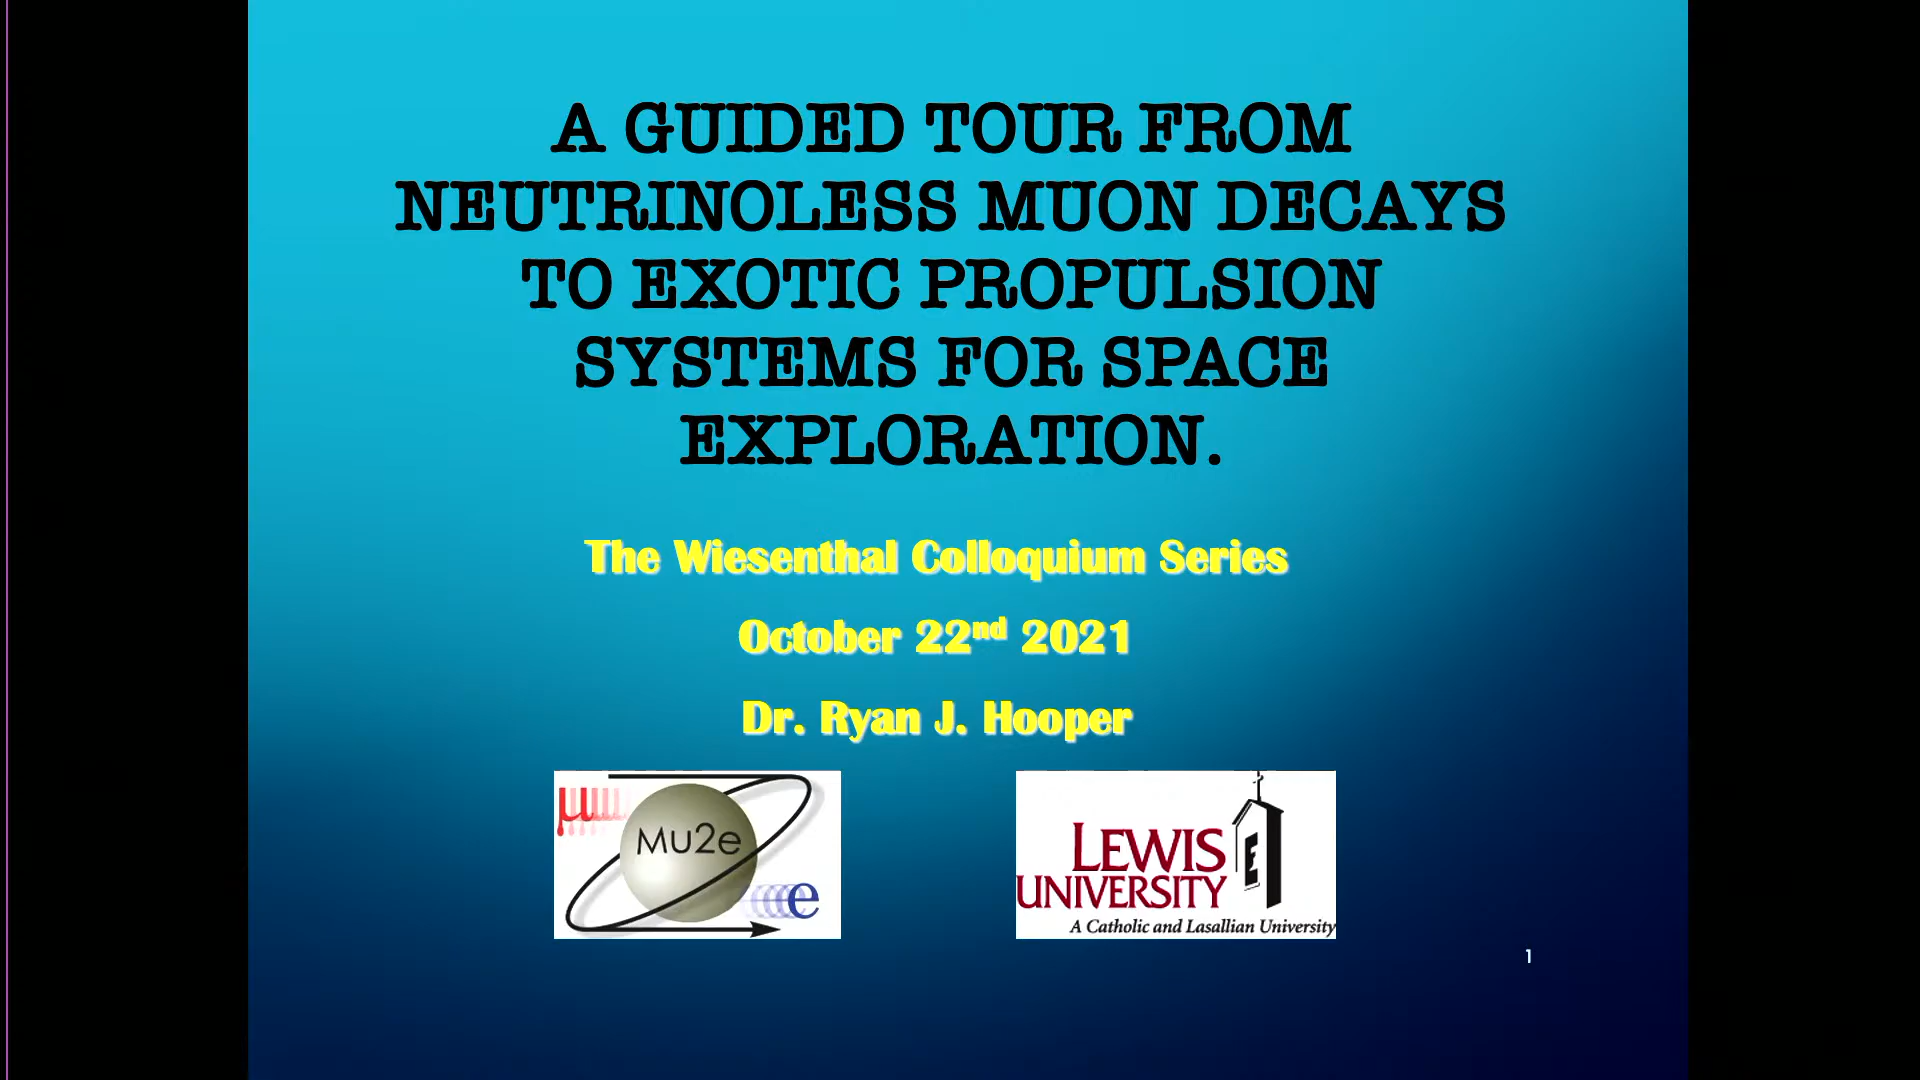 A GUIDED TOUR FROM
NEUTRINOLESS MUON DECAYS
TO EXOTIC PROPULSION
SYSTEMS FOR SPACE
EXPLORATION.
The Wiesenthal Colloquium Series
October 22nd 2021
Dr. Ryan J. Hooper
μ
Mu2e
e
LEWIS
UNIVERSITY
A Catholic and Lasallian University
1